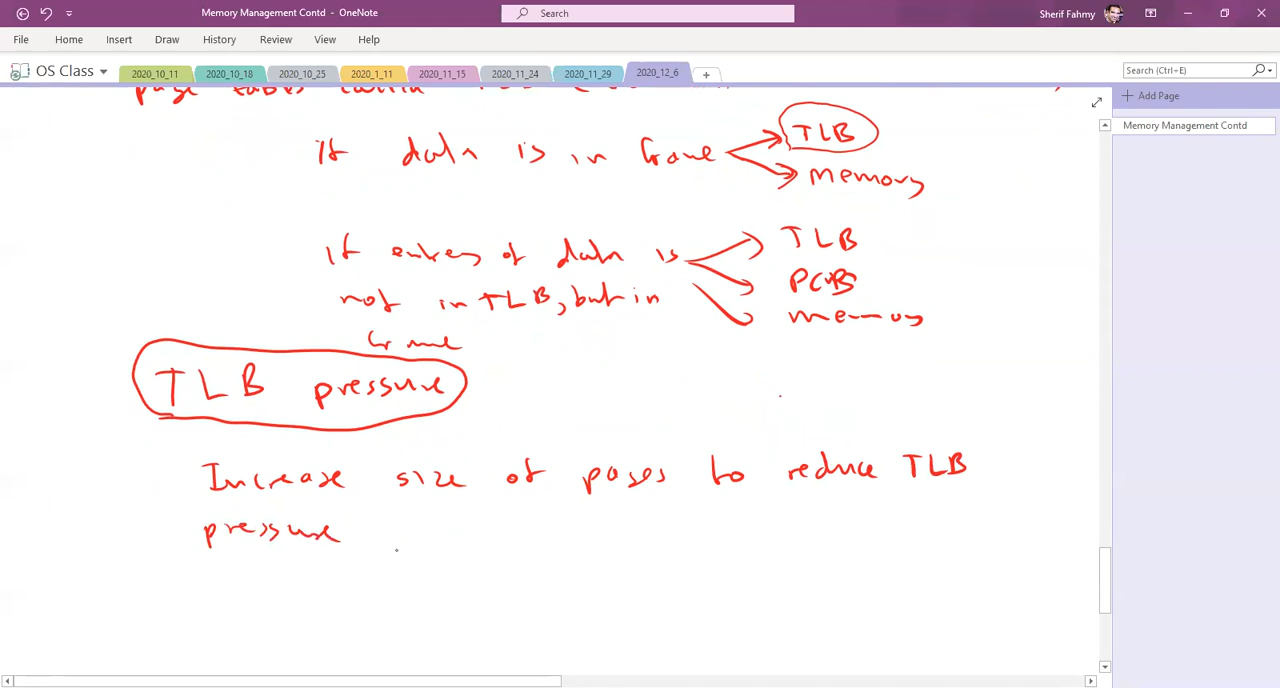 Memory Management Contd - OneNote
Search
Sherif Fahmy
File Home Insert Draw History Review View Help
OS Class
2020_10_11 2020_10_18 2020_10_25 2020_1_11 2020_11_15 2020_11_24 2020_11_29 2020_12_6
Search (Ctrl+E)
Add Page
Memory Management Contd
page tables
If data is in frame TLB
memory
If entry of data is TLB
not in TLB, but in
memory
frame
TLB pressure
Increase size of pages to reduce TLB
pressure